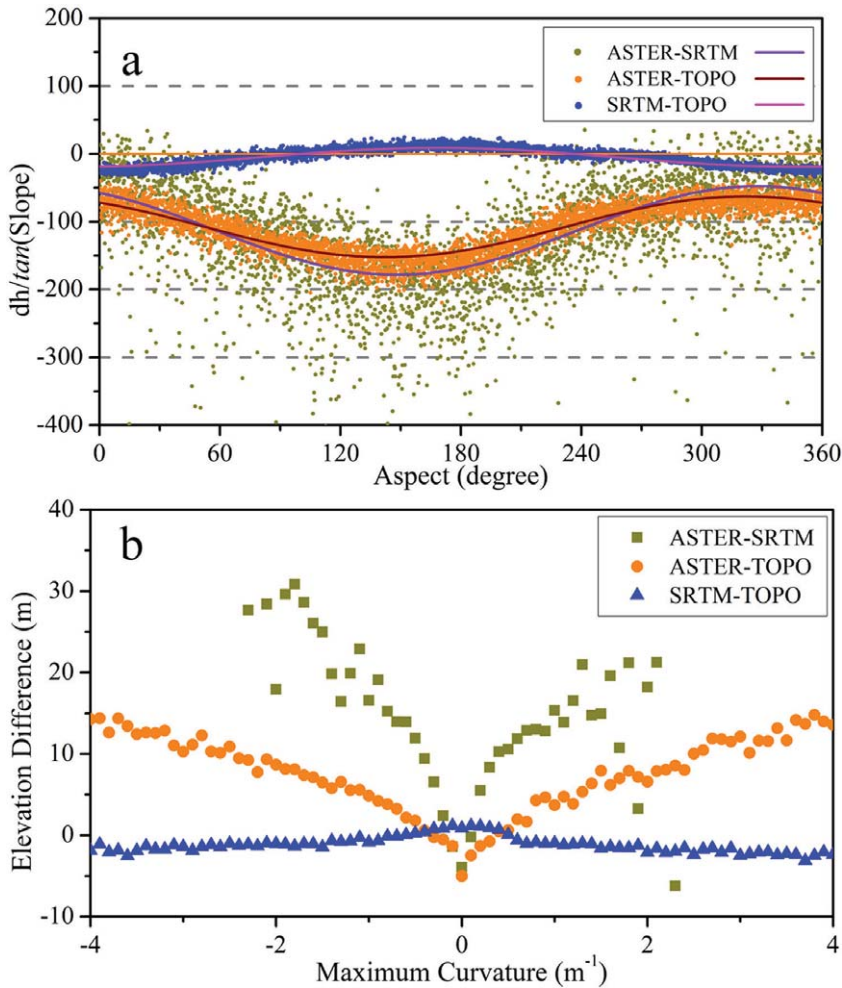 200
a
ASTER-SRTM
100
ASTER-TOPO
SRTM-TOPO
0
-100
-200
-300
-400
dh/tan(Slope)
0 60 120 180 240 300 360
Aspect (degree)
40
b
ASTER-SRTM
30
ASTER-TOPO
SRTM-TOPO
20
10
0
-10
Elevation Difference (m)
-4 -2 0 2 4
Maximum Curvature (m-1)